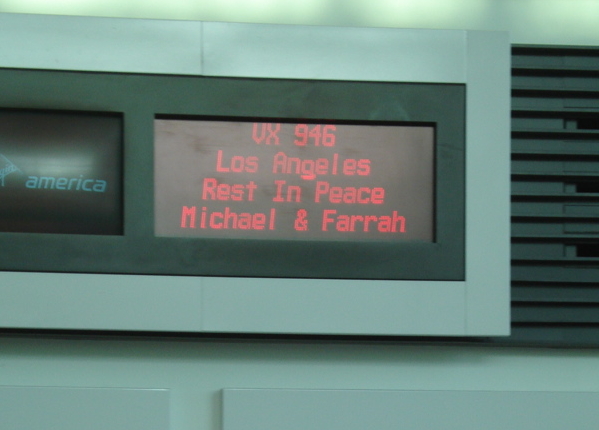 america
VX 946
Los Angeles
Rest In Peace
Michael & Farrah